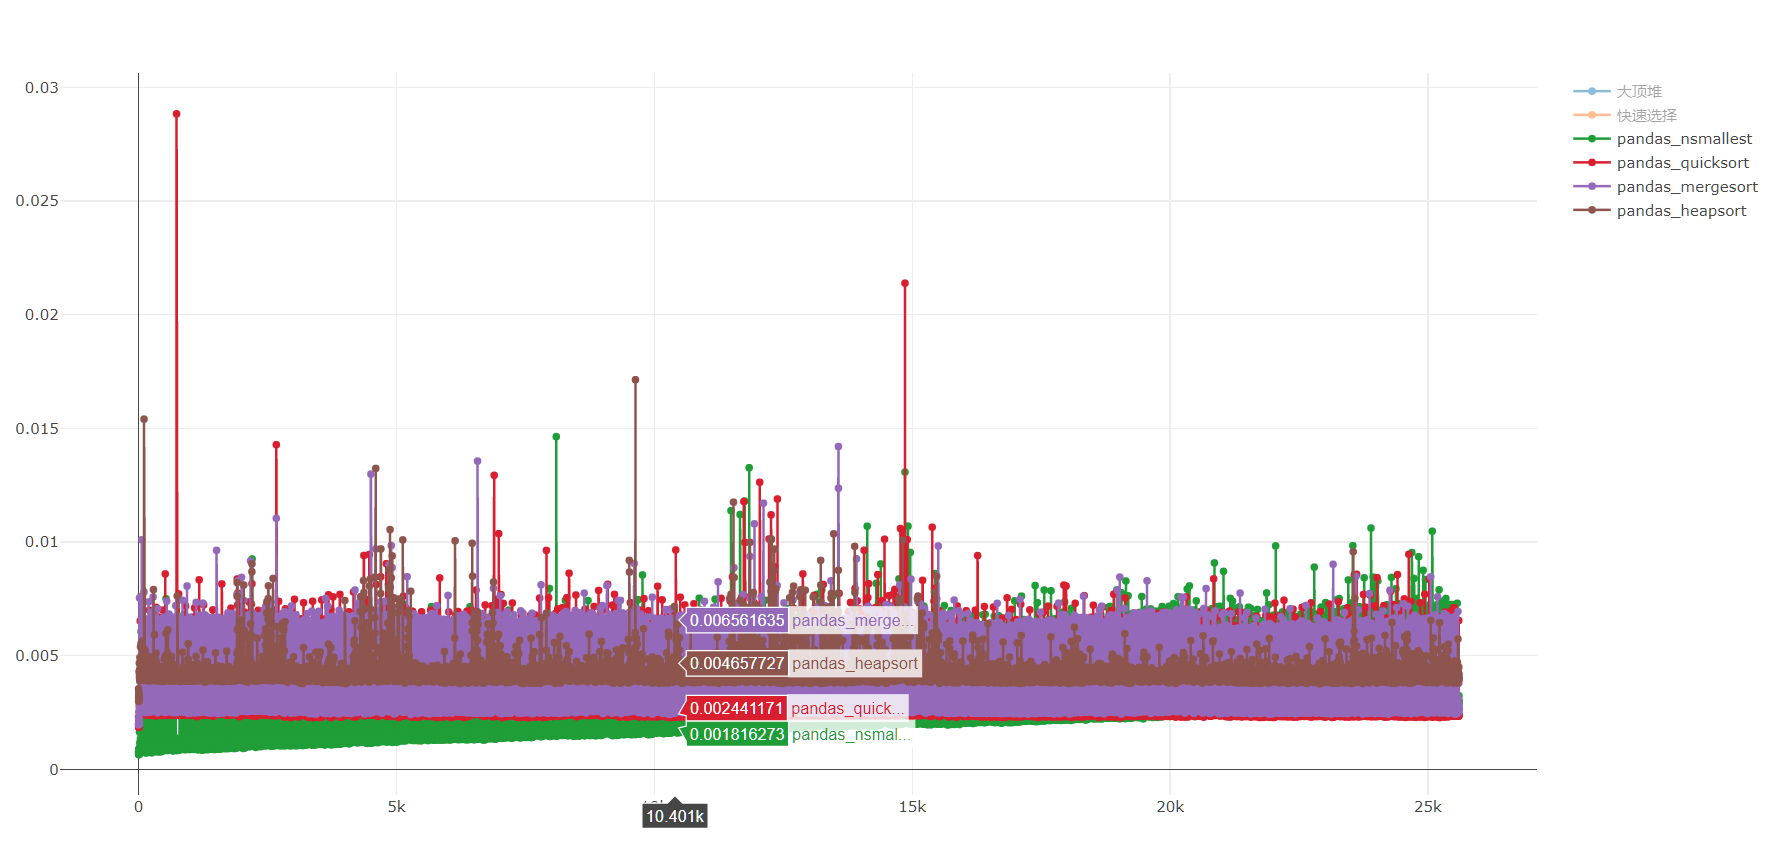 0.03
0.025
0.02
0.015
0.01
0.005
0
0
5k
15k
20k
25k
10.401k
0.006561635 pandas_merge...
0.004657727 pandas_heapsort
0.002441171 pandas_quick...
0.001816273 pandas_nsmal...
大顶堆
快速选择
pandas_nsmallest
pandas_quicksort
pandas_mergesort
pandas_heapsort